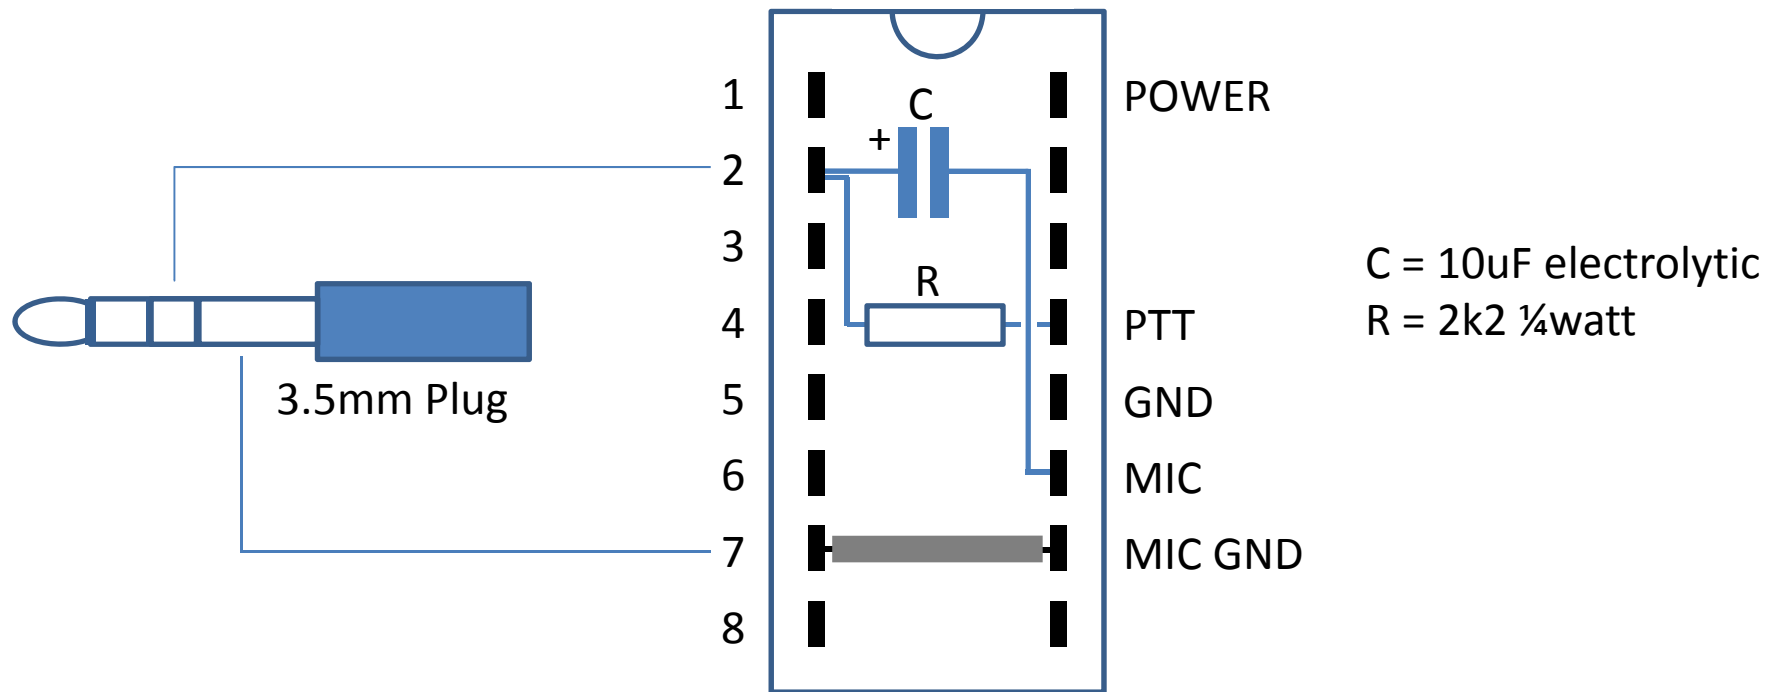 1
C
POWER
+
2
3
C = 10uF electrolytic
R
4
PTT
R = 2k2 ¼watt
3.5mm Plug
5
GND
6
MIC
7
MIC GND
8